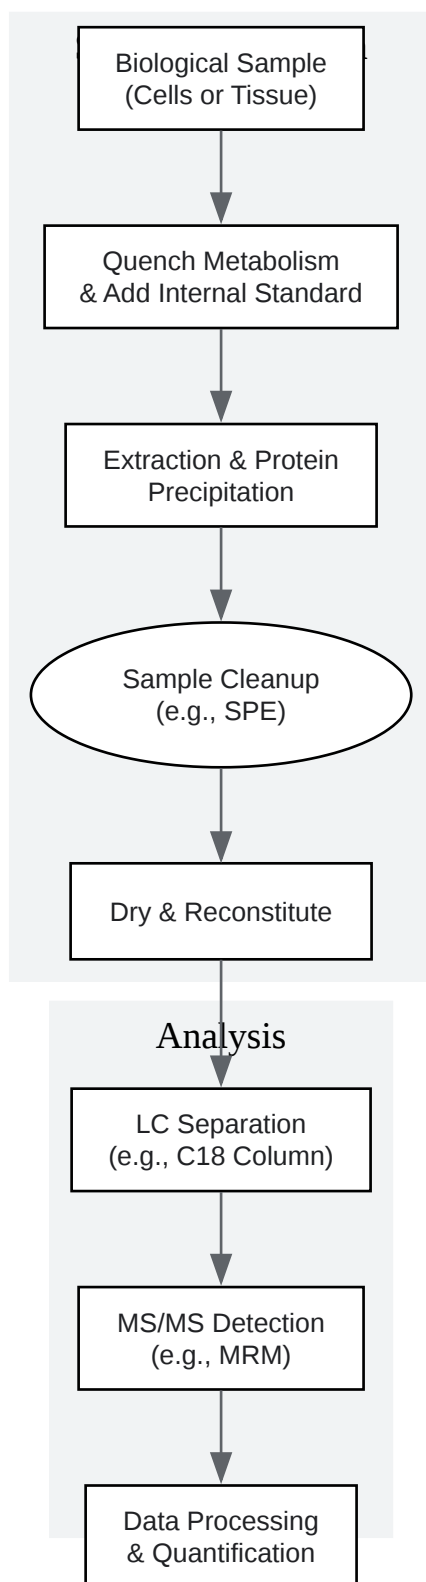 Biological Sample
(Cells or Tissue)
Quench Metabolism
& Add Internal Standard
Extraction & Protein
Precipitation
Sample Cleanup
(e.g., SPE)
Dry & Reconstitute
Analysis
LC Separation
(e.g., C18 Column)
MS/MS Detection
(e.g., MRM)
Data Processing
& Quantification